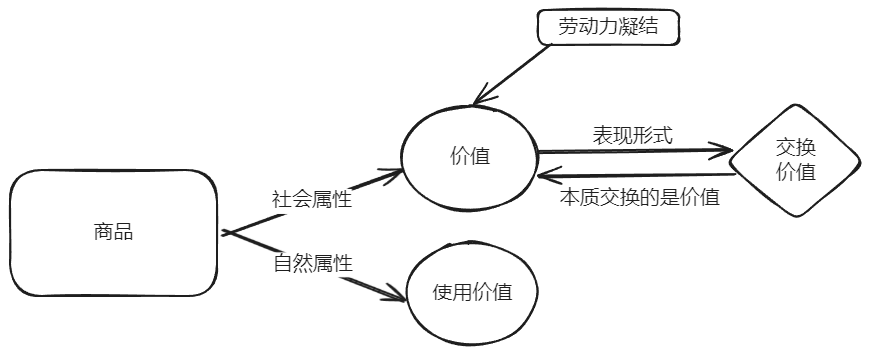 劳动力凝结
价值
表现形式
交换
价值
本质交换的是价值
社会属性
商品
自然属性
使用价值